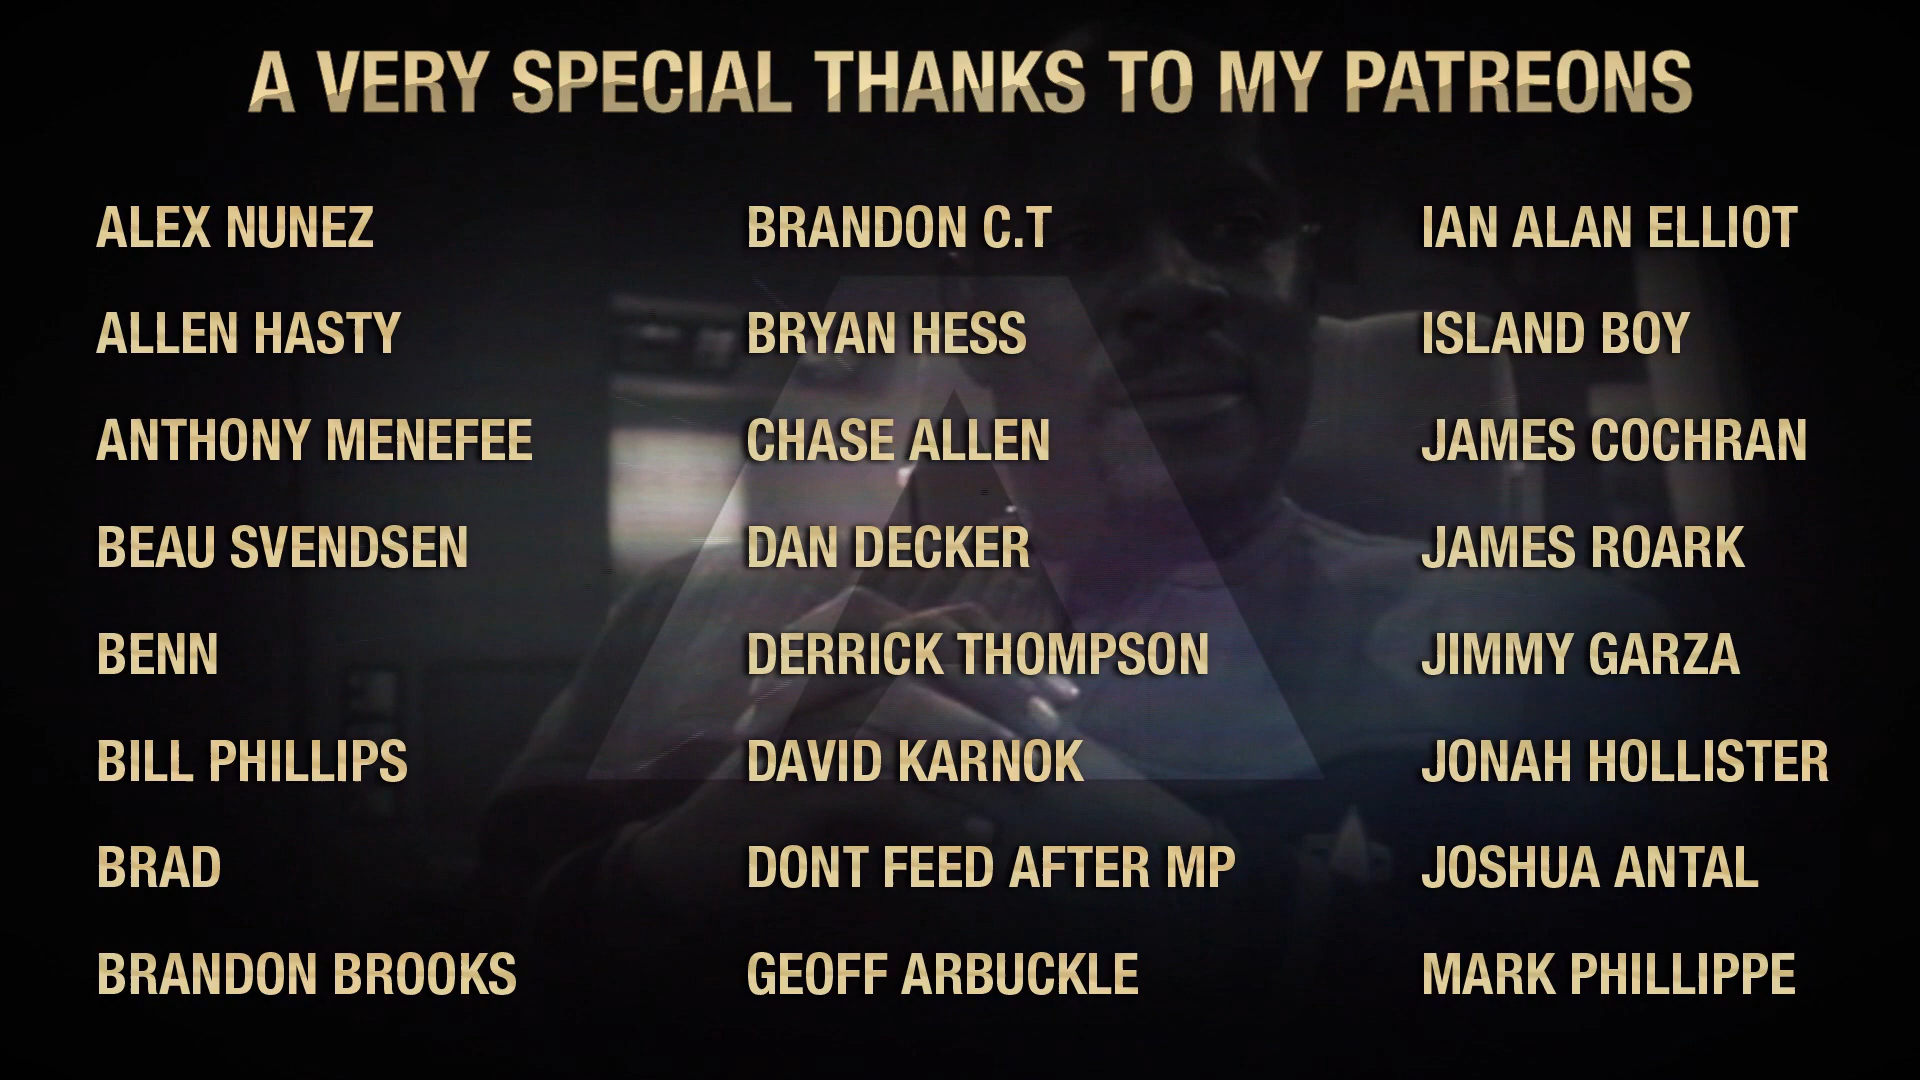 A VERY SPECIAL THANKS TO MY PATREONS
ALEX NUNEZ
ALLEN HASTY
ANTHONY MENEFEE
BEAU SVENDSEN
BENN
BILL PHILLIPS
BRAD
BRANDON BROOKS
BRANDON C.T
BRYAN HESS
CHASE ALLEN
DAN DECKER
DERRICK THOMPSON
DAVID KARNOK
DONT FEED AFTER MP
GEOFF ARBUCKLE
IAN ALAN ELLIOT
ISLAND BOY
JAMES COCHRAN
JAMES ROARK
JIMMY GARZA
JONAH HOLLISTER
JOSHUA ANTAL
MARK PHILLIPPE